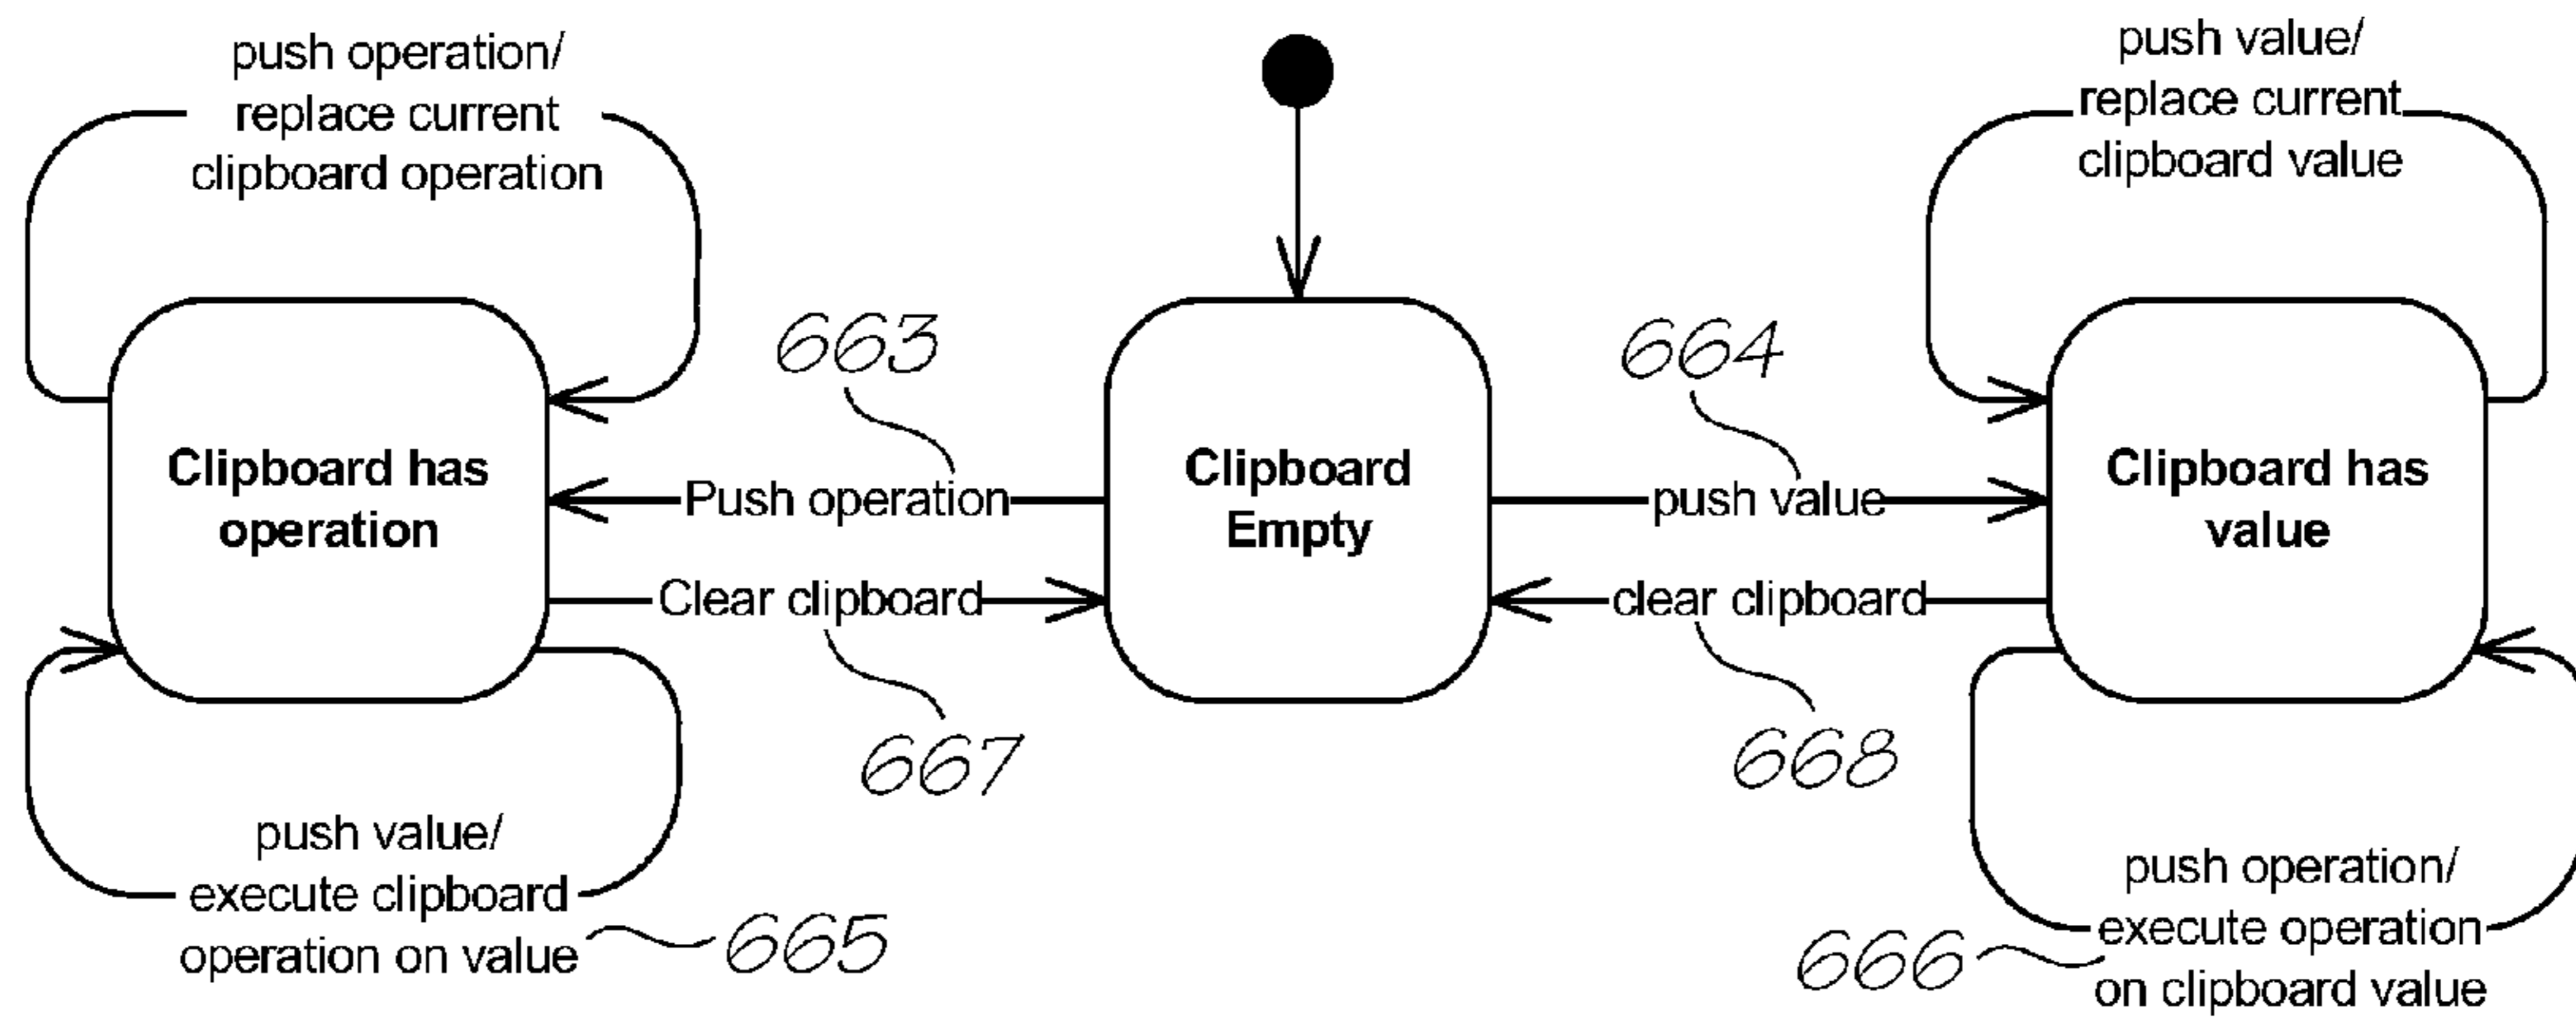 push operation/
replace current
clipboard operation
push value/
replace current
clipboard value
663
664
Clipboard has
operation
Push operation
Clipboard
Empty
push value
Clipboard has
value
Clear clipboard
clear clipboard
667
668
push value/
execute clipboard
operation on value
665
push operation/
execute operation
on clipboard value
666